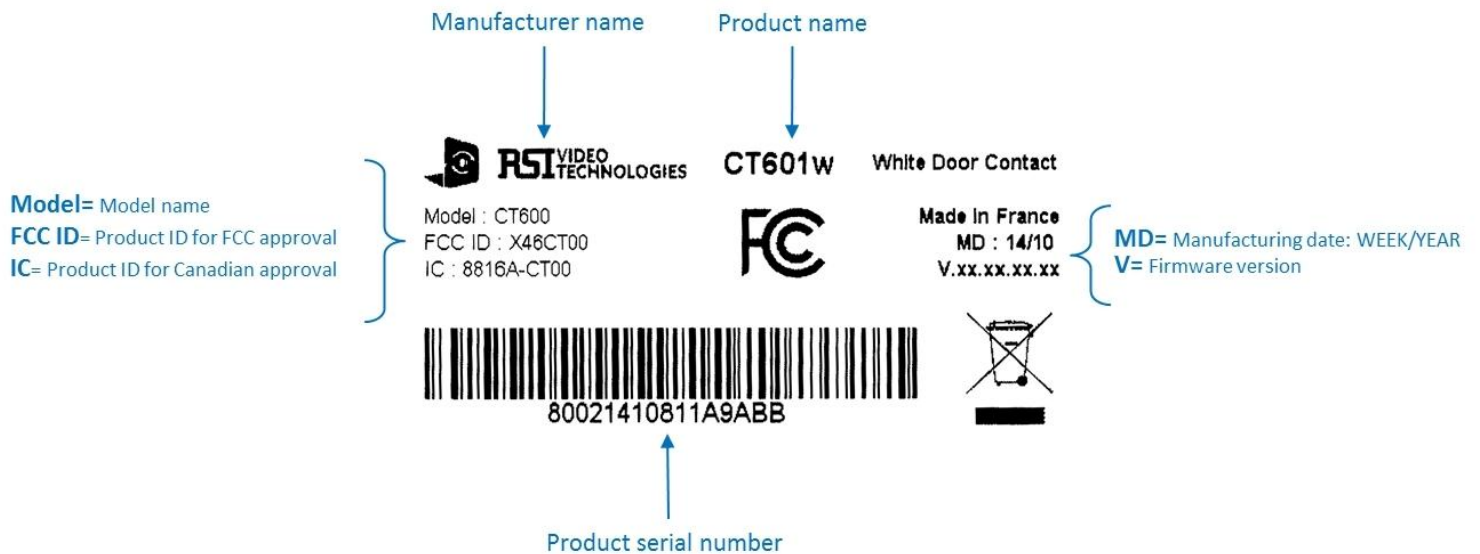 Manufacturer name
Product name
RSI VIDEO TECHNOLOGIES
CT601w
White Door Contact
Model= Model name
FCC ID= Product ID for FCC approval
IC= Product ID for Canadian approval
Model : CT600
FCC ID : X46CT00
IC : 8816A-CT00
FC
Made In France
MD : 14/10
V.xx.xx.xx.xx
MD= Manufacturing date: WEEK/YEAR
V= Firmware version
80021410811A9ABB
Product serial number